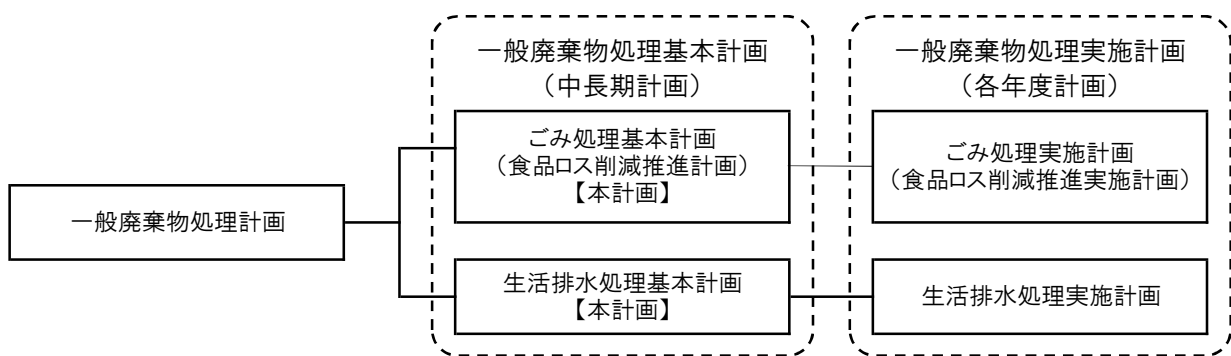 一般廃棄物処理計画
一般廃棄物処理基本計画
（中長期計画）
ごみ処理基本計画
（食品ロス削減推進計画）
【本計画】
生活排水処理基本計画
【本計画】
一般廃棄物処理実施計画
（各年度計画）
ごみ処理実施計画
（食品ロス削減推進実施計画）
生活排水処理実施計画